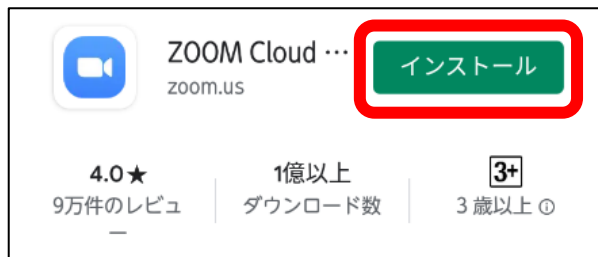 ZOOM Cloud …
インストール
zoom.us
4.0★
1億以上
3+
9万件のレビュ
ー
ダウンロード数
3 歳以上 ⓘ